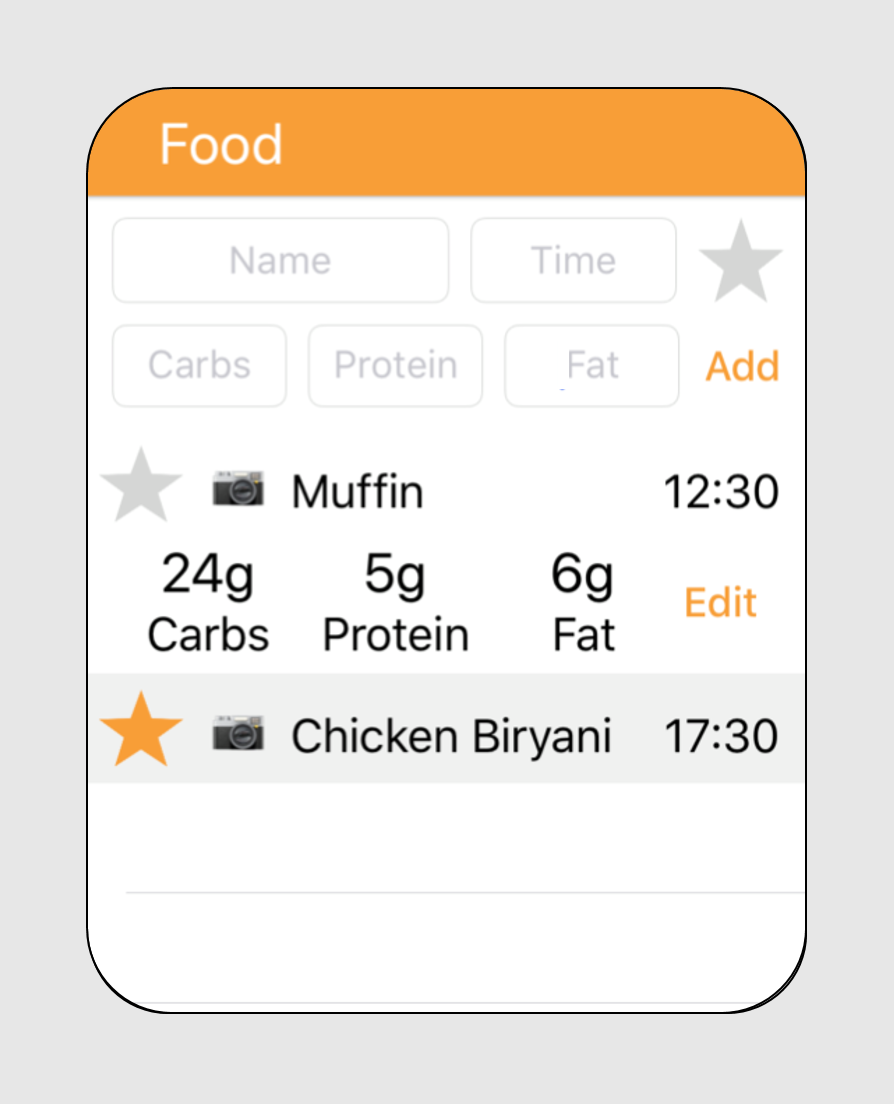 Food
Name Time
Carbs Protein Fat Add
Muffin 12:30
24g 5g 6g
Carbs Protein Fat Edit
Chicken Biryani 17:30